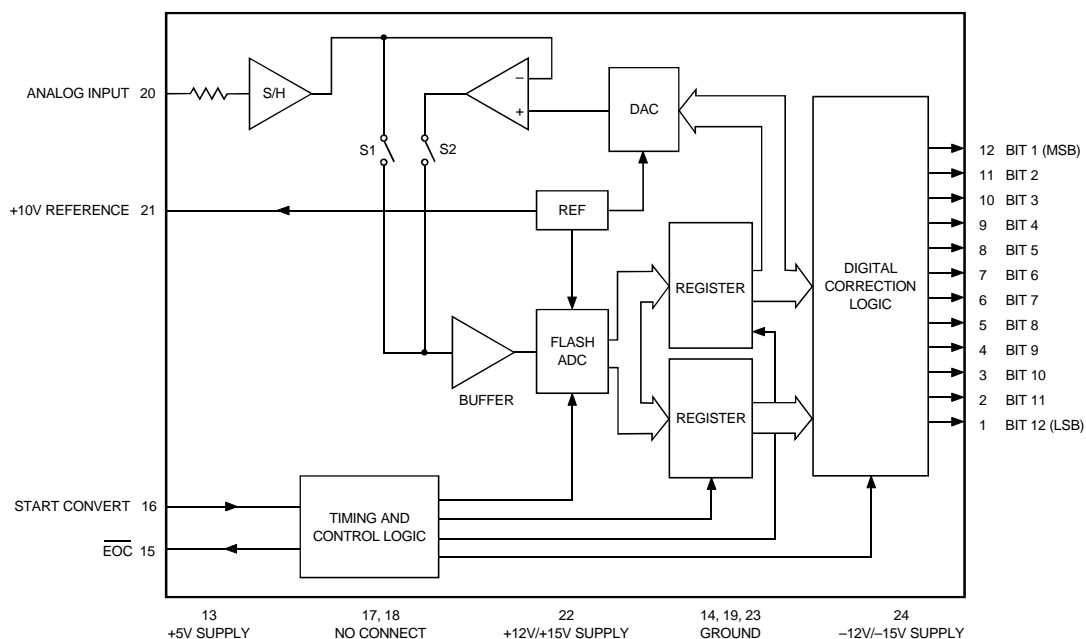 ANALOG INPUT 20
S/H
−
+
DAC
S1
S2
+10V REFERENCE 21
REF
REGISTER
DIGITAL
CORRECTION
LOGIC
12 BIT 1 (MSB)
11 BIT 2
10 BIT 3
9 BIT 4
8 BIT 5
7 BIT 6
6 BIT 7
5 BIT 8
4 BIT 9
3 BIT 10
2 BIT 11
1 BIT 12 (LSB)
FLASH
ADC
BUFFER
REGISTER
START CONVERT 16
TIMING AND
CONTROL LOGIC
EOC 15
13
+5V SUPPLY
17, 18
NO CONNECT
22
+12V/+15V SUPPLY
14, 19, 23
GROUND
24
–12V/–15V SUPPLY